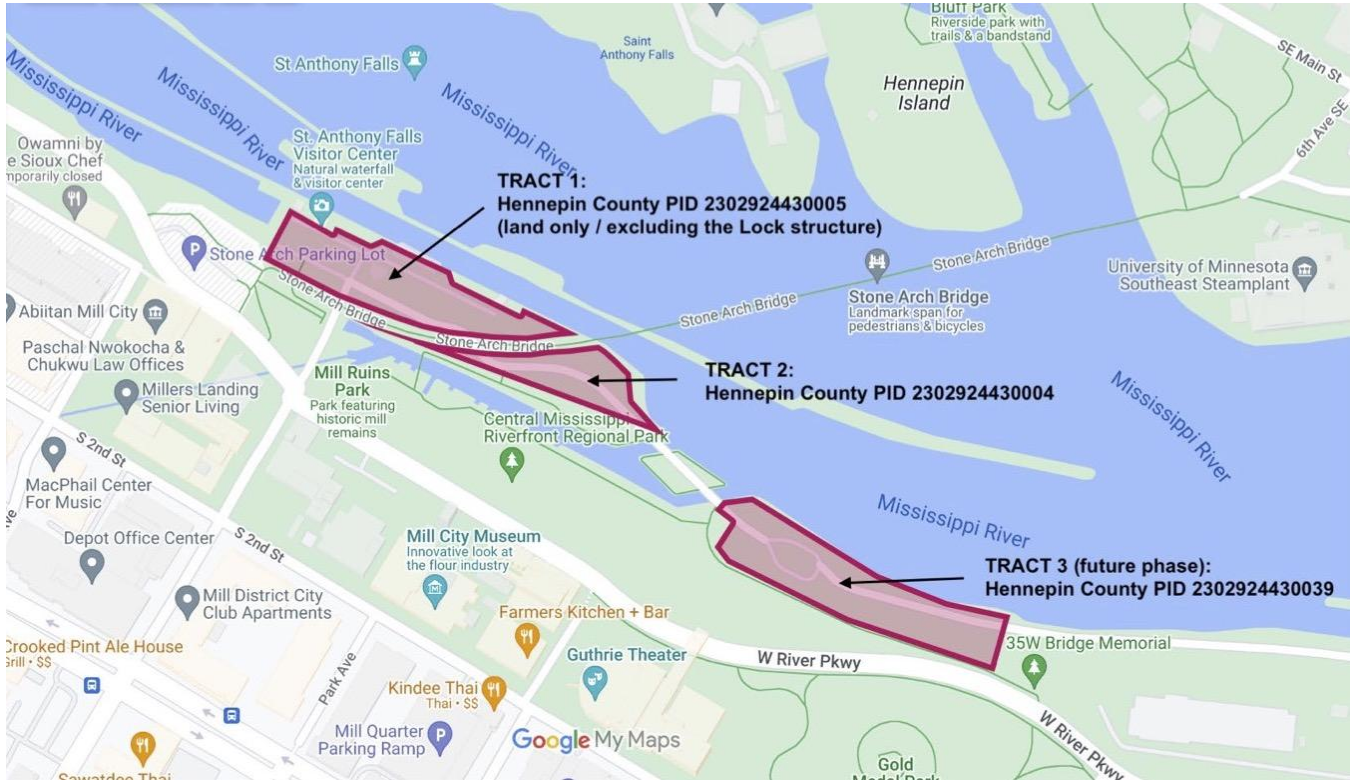 Bluff Park
Riverside park with
trails & a bandstand
SE Main St
6th Ave SE
Saint
Anthony Falls
Hennepin
Island
St Anthony Falls
Mississippi River
Mississippi River
Mississippi River
Owamni by
e Sioux Chef
mporarily closed
St. Anthony Falls
Visitor Center
Natural waterfall
& visitor center
TRACT 1:
Hennepin County PID 2302924430005
(land only / excluding the Lock structure)
Stone Arch Parking Lot
Stone Arch Bridge
Stone Arch Bridge
Stone Arch Bridge
Stone Arch Bridge
Stone Arch Bridge
Landmark span for
pedestrians & bicycles
University of Minnesota
Southeast Steamplant
Abiitan Mill City
Paschal Nwokocha &
Chukwu Law Offices
Millers Landing
Senior Living
Mill Ruins
Park
Park featuring
historic mill
remains
TRACT 2:
Hennepin County PID 2302924430004
Mississippi River
Central Mississippi
Riverfront Regional Park
S 2nd St
MacPhail Center
For Music
Ave
Depot Office Center
S 2nd St
Mill City Museum
Innovative look at
the flour industry
Mississippi River
TRACT 3 (future phase):
Hennepin County PID 2302924430039
Mill District City
Club Apartments
Farmers Kitchen + Bar
Crooked Pint Ale House
Grill • $$
Park Ave
Guthrie Theater
W River Pkwy
35W Bridge Memorial
Kindee Thai
Thai • $$
Mill Quarter
Parking Ramp
Google My Maps
W River Pkwy
Gold
Medal Park
Sawatdee Thai